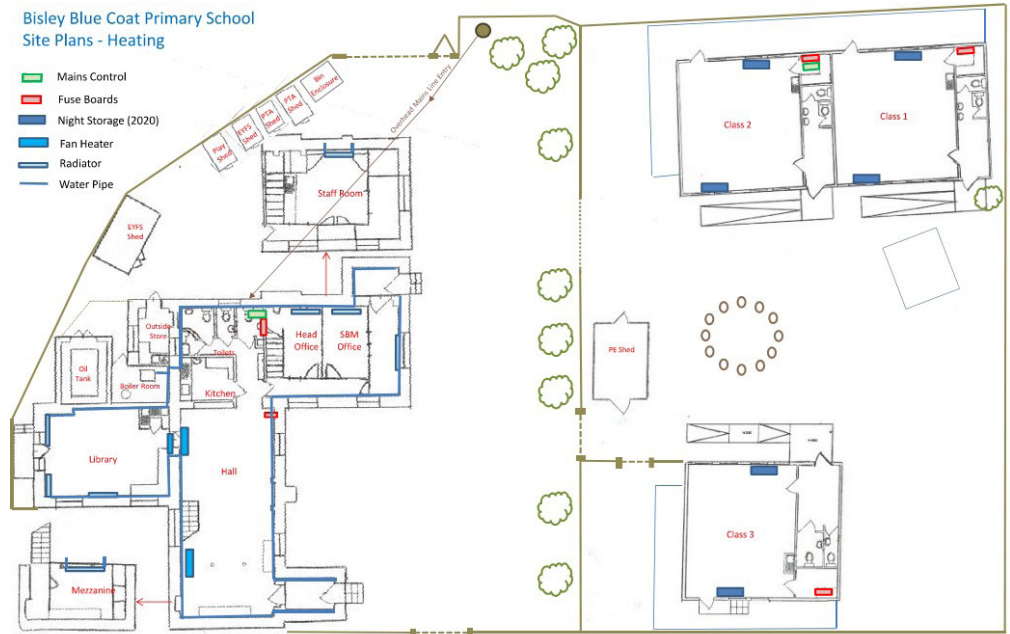 Bisley Blue Coat Primary School
Site Plans - Heating
Mains Control
Fuse Boards
Night Storage (2020)
Fan Heater
Radiator
Water Pipe
Overhead Mains Line Entry
Bin
Enclosure
PTA
Shed
PTA
Shed
EYFS
Shed
Play
Shed
EYFS
Shed
Staff Room
Class 2
Class 1
Outside
Store
Toilets
Head
Office
SBM
Office
Oil
Tank
Boiler Room
Kitchen
PE Shed
Library
Hall
Class 3
Mezzanine